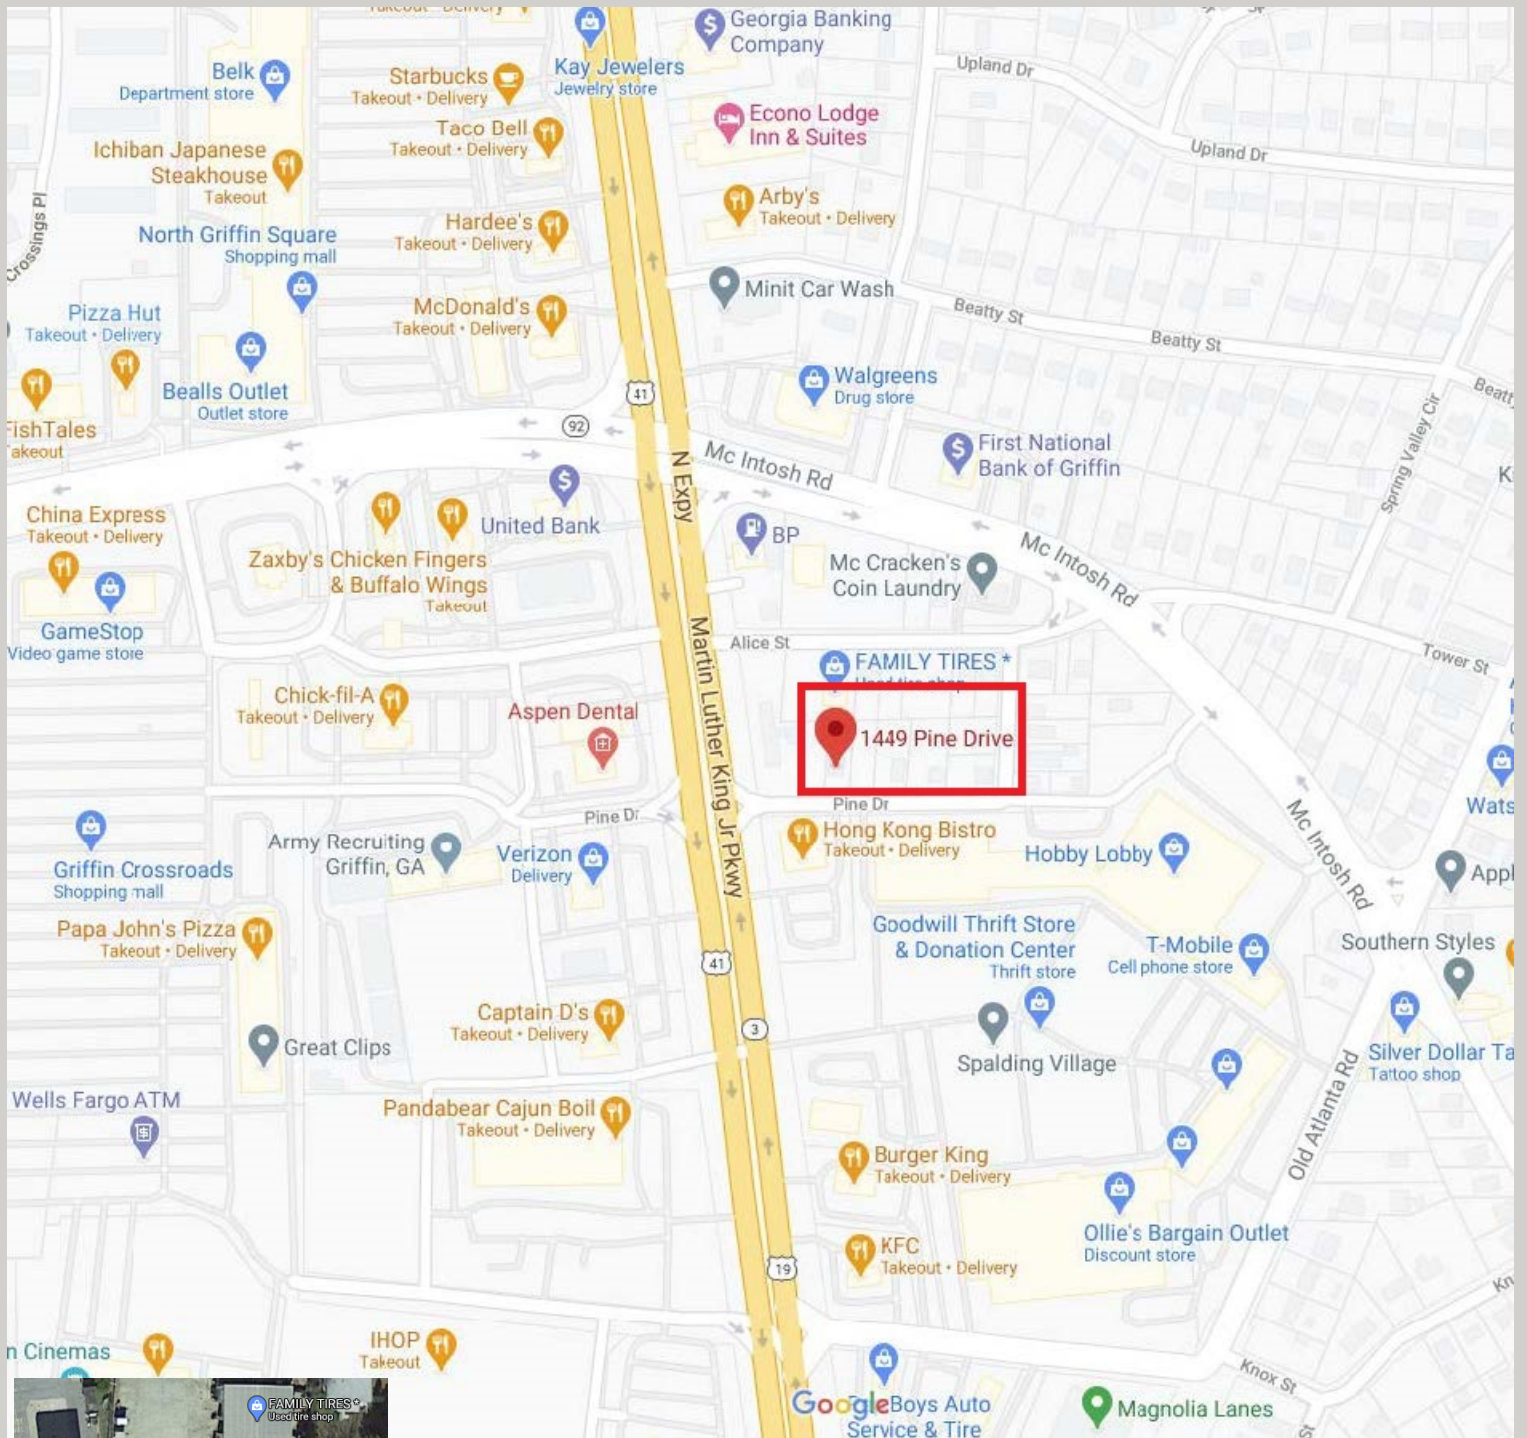 Georgia Banking
Company
Kay Jewelers
Jewelry store
Belk
Department store
Starbucks
Takeout • Delivery
Upland Dr
Econo Lodge
Inn & Suites
Taco Bell
Takeout • Delivery
Upland Dr
Ichiban Japanese
Steakhouse
Takeout
Arby's
Takeout • Delivery
Crossings Pl
Hardee's
Takeout • Delivery
North Griffin Square
Shopping mall
Minit Car Wash
Pizza Hut
Takeout • Delivery
McDonald's
Takeout • Delivery
Beatty St
Beatty St
Walgreens
Drug store
Bealls Outlet
Outlet store
41
Beatt
FishTales
akeout
92
Mc Intosh Rd
First National
Bank of Griffin
Spring Valley Cir
K
N Expy
China Express
Takeout • Delivery
United Bank
BP
Zaxby's Chicken Fingers
& Buffalo Wings
Takeout
Mc Cracken's
Coin Laundry
Mc Intosh Rd
GameStop
Video game store
Alice St
FAMILY TIRES *
Tower St
Martin Luther King Jr Pkwy
Chick-fil-A
Takeout • Delivery
Aspen Dental
1449 Pine Drive
Pine Dr
Pine Dr
Wats
Griffin Crossroads
Shopping mall
Army Recruiting
Griffin, GA
Verizon
Delivery
Hong Kong Bistro
Takeout • Delivery
Hobby Lobby
Mc Intosh Rd
Appl
Papa John's Pizza
Takeout • Delivery
41
Goodwill Thrift Store
& Donation Center
Thrift store
T-Mobile
Cell phone store
Southern Styles
Captain D's
Takeout • Delivery
3
Great Clips
Spalding Village
Silver Dollar Ta
Tattoo shop
Wells Fargo ATM
Pandabear Cajun Boil
Takeout • Delivery
Old Atlanta Rd
Burger King
Takeout • Delivery
Ollie's Bargain Outlet
Discount store
KFC
Takeout • Delivery
19
Kn
n Cinemas
IHOP
Takeout
Knox St
FAMILY TIRES *
Used tire shop
Google
Boys Auto
Service & Tire
Magnolia Lanes
St